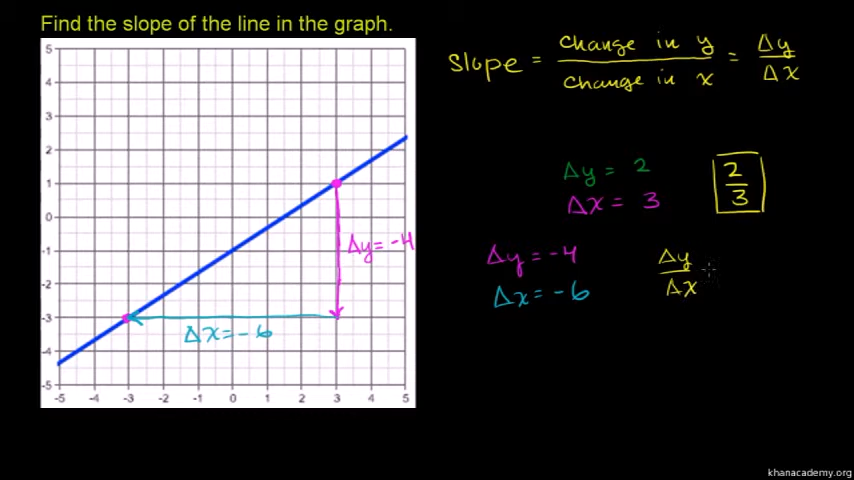 Find the slope of the line in the graph.
5
4
3
2
1
0
-1
-2
-3
-4
-5
-5 -4 -3 -2 -1 0 1 2 3 4 5
Δy = -4
Δx = -6
slope = change in y / change in x = Δy / Δx
Δy = 2
Δx = 3
2/3
Δy = -4
Δx = -6
Δy / Δx
khanacademy.org